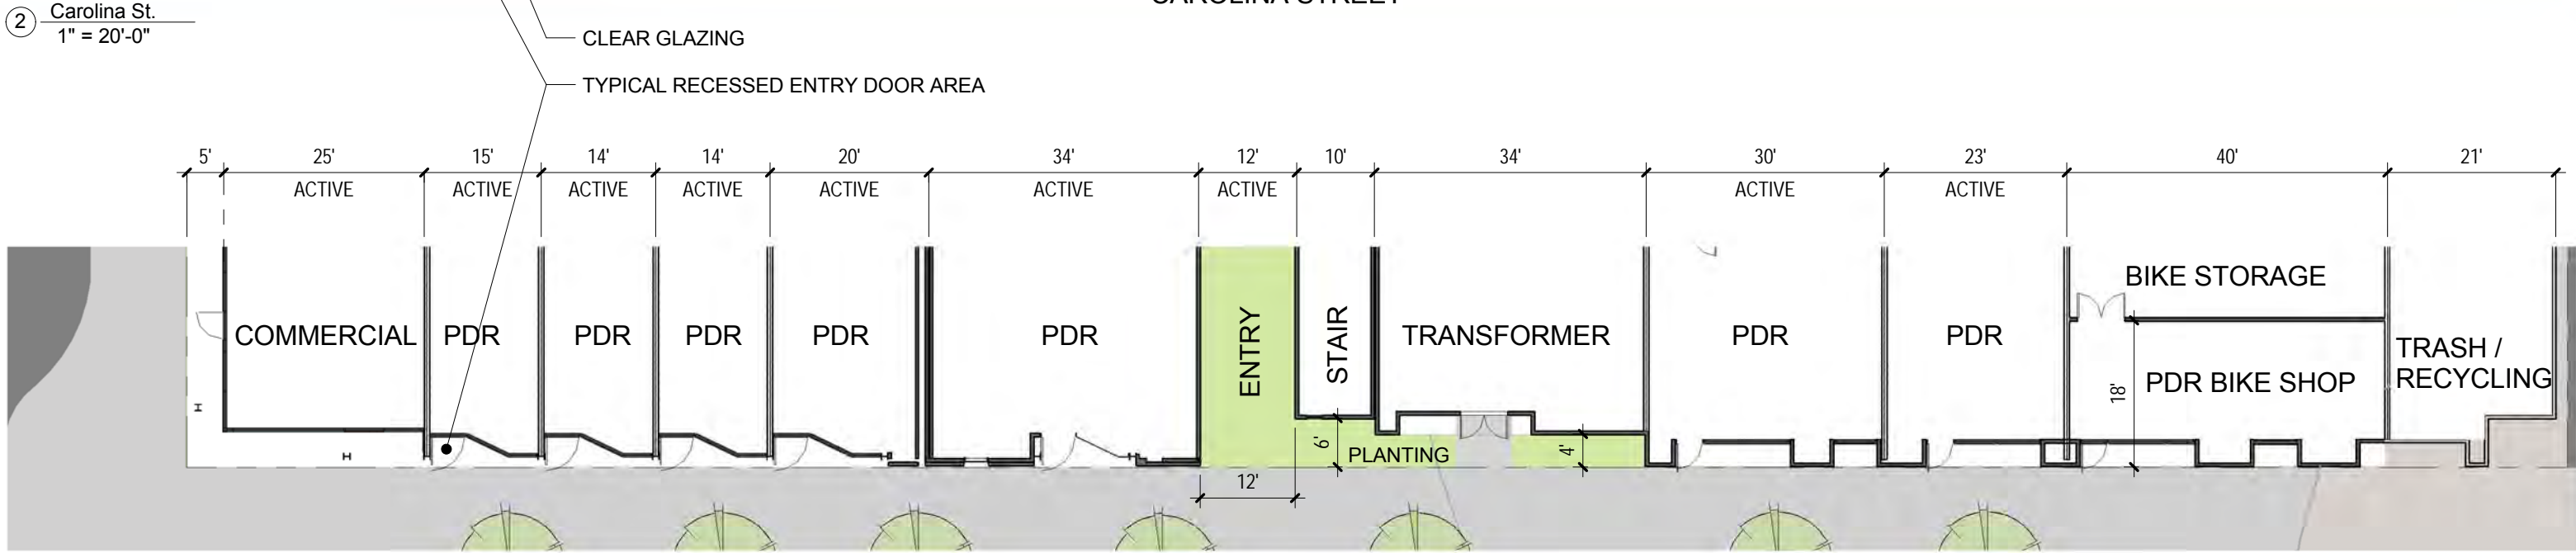 CAROLINA STREET
2
Carolina St.
1" = 20'-0"
CLEAR GLAZING
TYPICAL RECESSED ENTRY DOOR AREA
5' 25' 15' 14' 14' 20' 34' 12' 10' 34' 30' 23' 40' 21'
ACTIVE ACTIVE ACTIVE ACTIVE ACTIVE ACTIVE ACTIVE ACTIVE ACTIVE
COMMERCIAL
PDR
PDR
PDR
PDR
PDR
ENTRY
STAIR
TRANSFORMER
PDR
PDR
BIKE STORAGE
PDR BIKE SHOP
18'
TRASH /
RECYCLING
6'
PLANTING
4'
12'